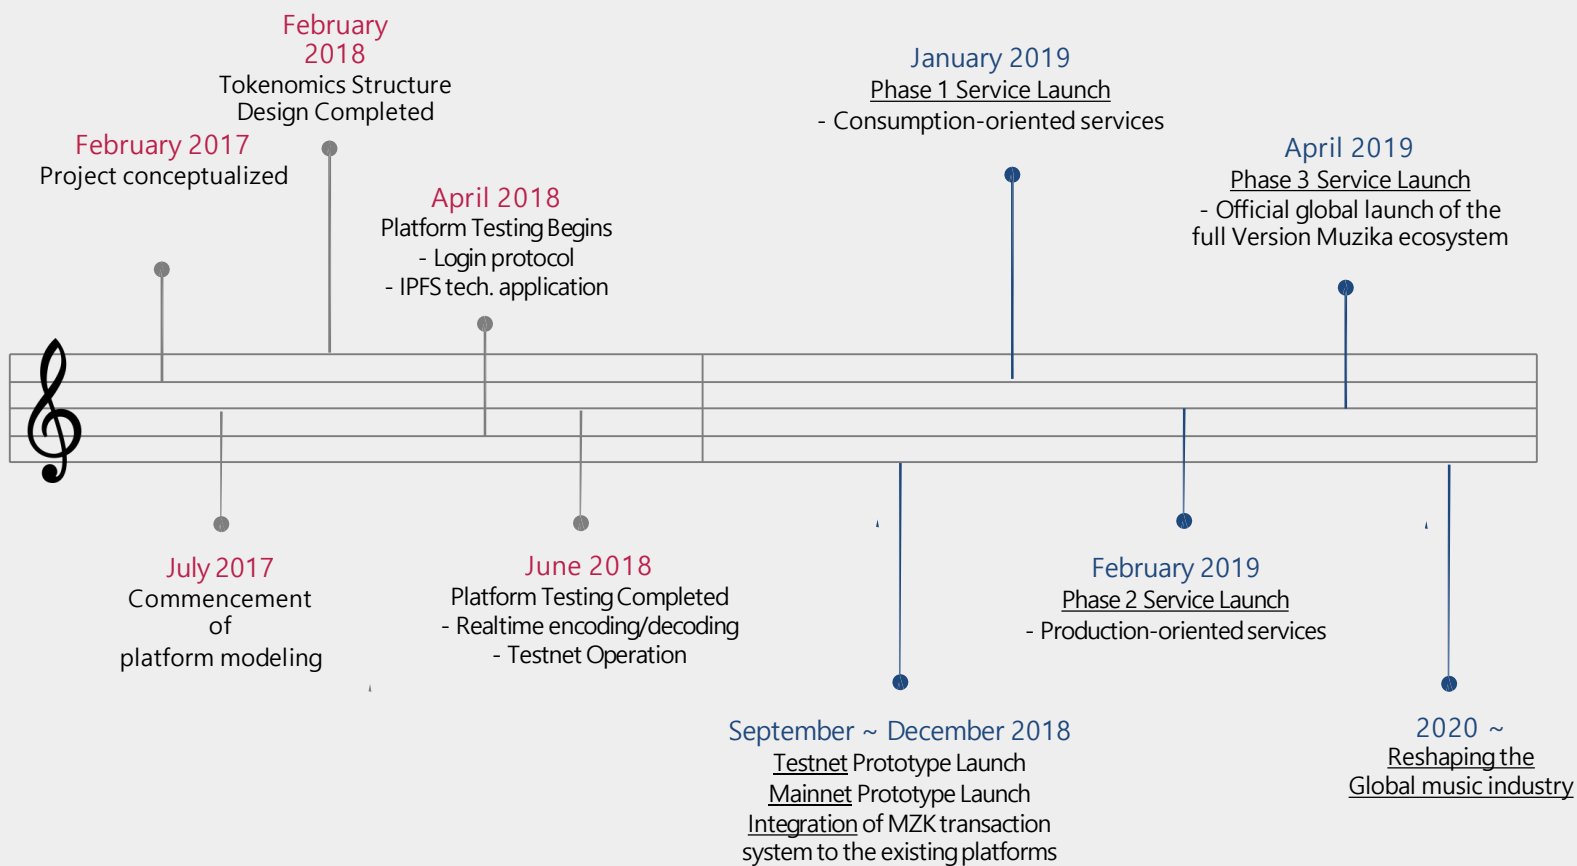 February
2018
Tokenomics Structure
Design Completed
February 2017
Project conceptualized
April 2018
Platform Testing Begins
- Login protocol
- IPFS tech. application
January 2019
Phase 1 Service Launch
- Consumption-oriented services
April 2019
Phase 3 Service Launch
- Official global launch of the
full Version Muzika ecosystem
July 2017
Commencement
of
platform modeling
June 2018
Platform Testing Completed
- Realtime encoding/decoding
- Testnet Operation
September ~ December 2018
Testnet Prototype Launch
Mainnet Prototype Launch
Integration of MZK transaction
system to the existing platforms
February 2019
Phase 2 Service Launch
- Production-oriented services
2020 ~
Reshaping the
Global music industry